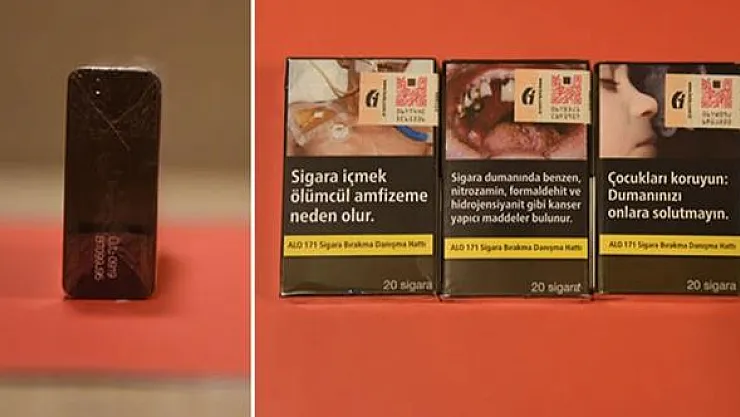 Sigara içmek
ölümcül amfizeme
neden olur.
ALO 171 Sigara Bırakma Danışma Hattı
20 sigara
Sigara dumanında benzen,
nitrozamin, formaldehit ve
hidrojensiyanit gibi kanser
yapıcı maddeler bulunur.
ALO 171 Sigara Bırakma Danışma Hattı
20 sigara
Çocukları koruyun:
Dumanınızı
onlara solutmayın.
ALO 171 Sigara Bırakma Danışma Hattı
20 sigara